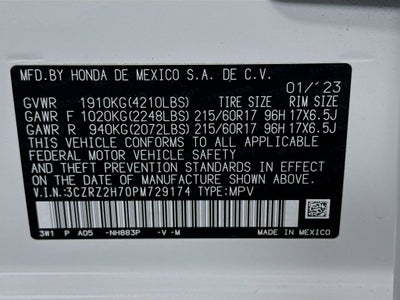 MFD.BY HONDA DE MEXICO S.A. DE C.V.
01/'23
GVWR 1910KG(4210LBS) TIRE SIZE RIM SIZE
GAWR F 1020KG(2248LBS) 215/60R17 96H 17X6.5J
GAWR R 940KG(2072LBS) 215/60R17 96H 17X6.5J
THIS VEHICLE CONFORMS TO ALL APPLICABLE
FEDERAL MOTOR VEHICLE SAFETY AND THEFT
PREVENTION STANDARDS IN EFFECT ON THE DATE
OF MANUFACTURE SHOWN ABOVE.
V.I.N.:3CZRZ2H70PM729174 TYPE:MPV
3W1 P A05 -NH883P -V -M MADE IN MEXICO